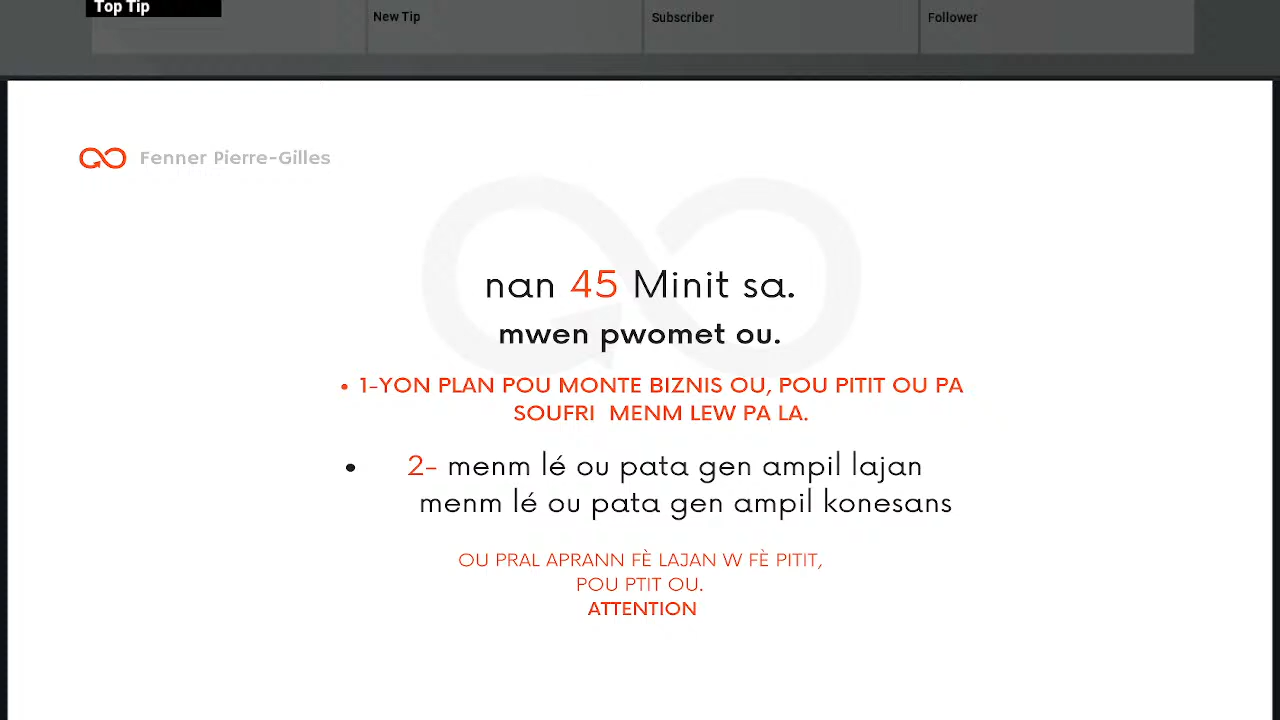 Top Tip
New Tip
Subscriber
Follower
Fenner Pierre-Gilles
nan 45 Minit sa.
mwen pwomet ou.
• 1-YON PLAN POU MONTE BIZNIS OU, POU PITIT OU PA
SOUFRI MENM LEW PA LA.
• 2- menm lé ou pata gen ampil lajan
menm lé ou pata gen ampil konesans
OU PRAL APRANN FÈ LAJAN W FÈ PITIT,
POU PTIT OU.
ATTENTION